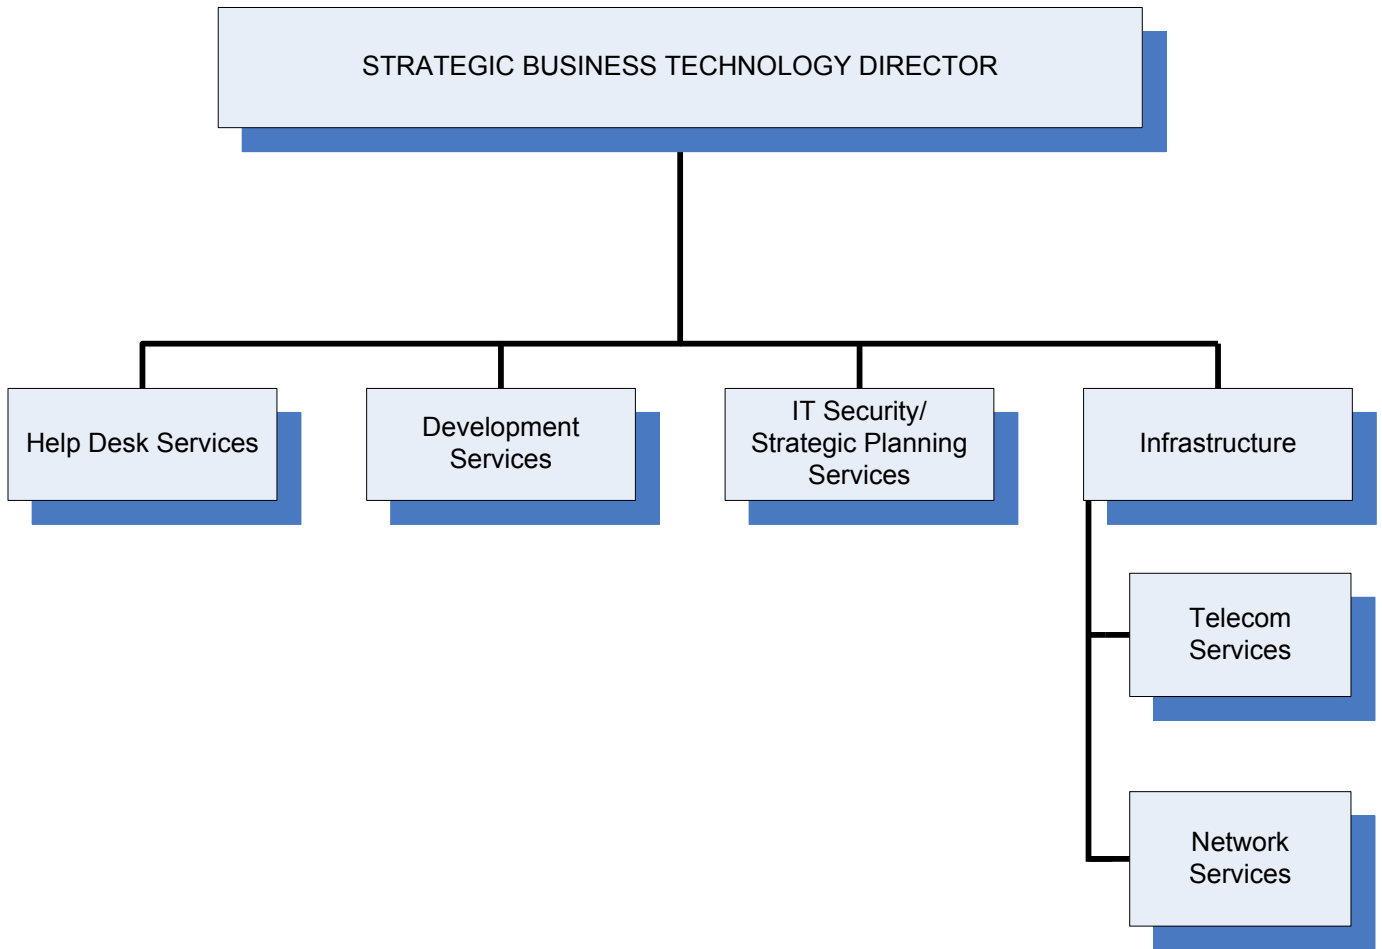 STRATEGIC BUSINESS TECHNOLOGY DIRECTOR
Help Desk Services
Development
Services
IT Security/
Strategic Planning
Services
Infrastructure
Telecom
Services
Network
Services